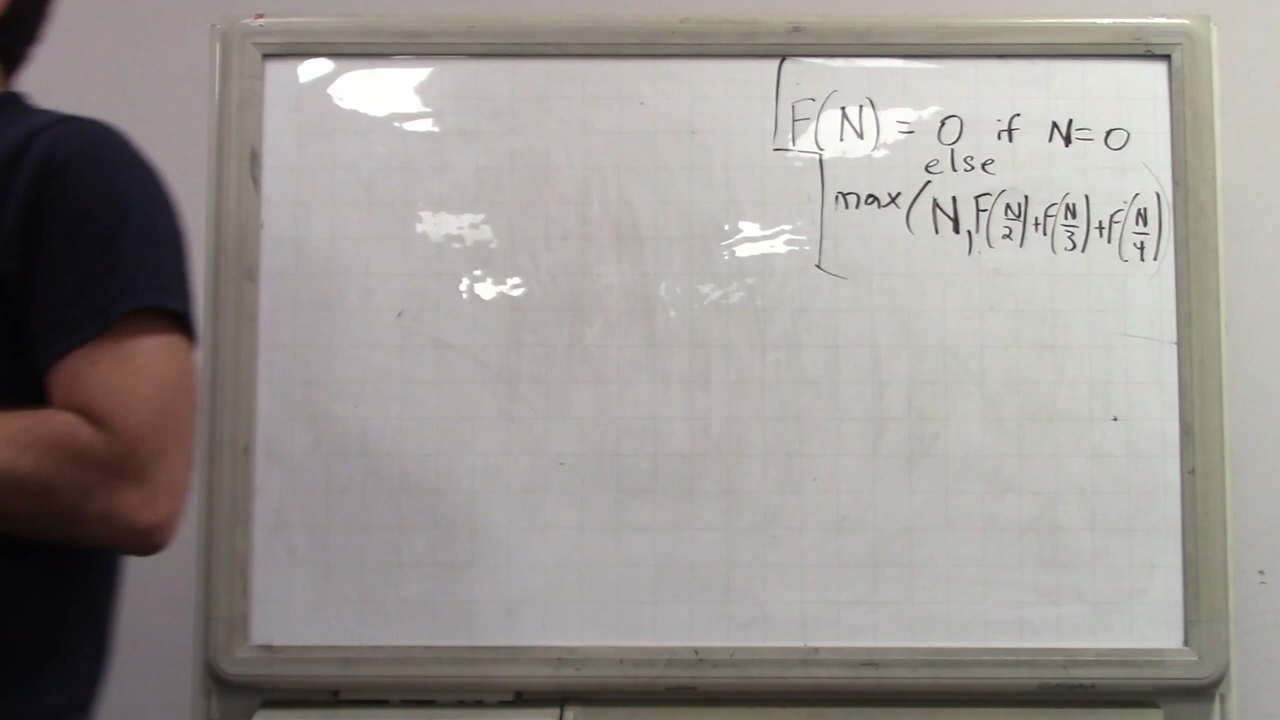 F(N) = 0 if N=0
else
max(N, F(N/2)+F(N/3)+F(N/4)